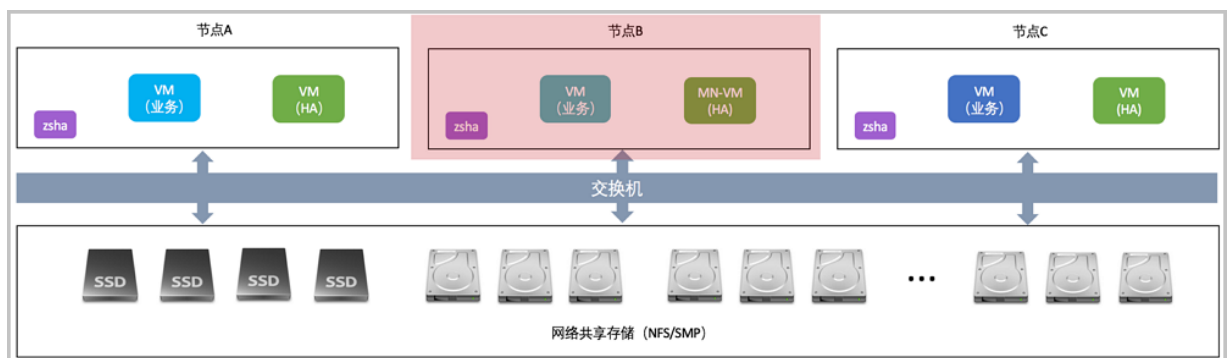 节点A
节点B
节点C
VM
(业务)
VM
(HA)
zsha
VM
(业务)
MN-VM
(HA)
zsha
VM
(业务)
VM
(HA)
zsha
交换机
SSD
SSD
SSD
SSD
...
网络共享存储（NFS/SMP）